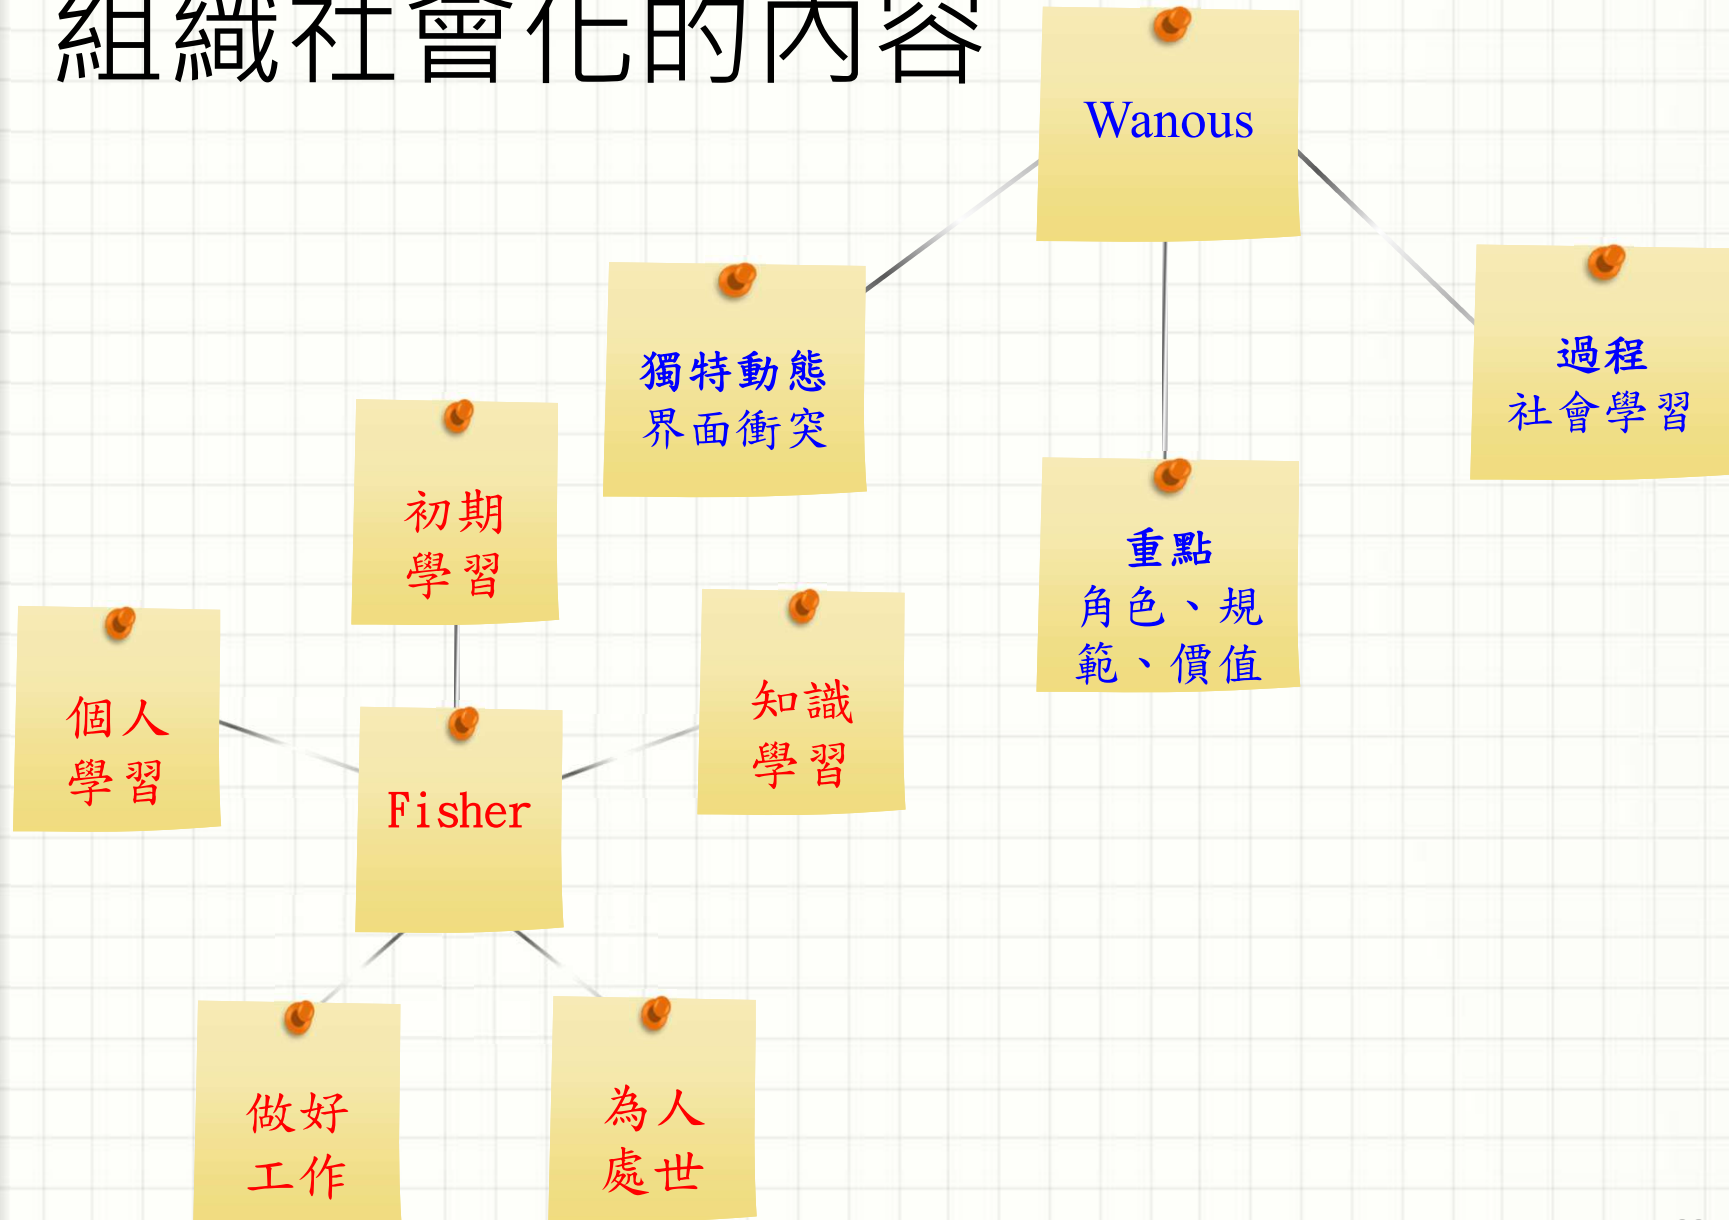 組織社會化的內容
Wanous
獨特動態
界面衝突
過程
社會學習
重點
角色、規
範、價值
初期
學習
個人
學習
知識
學習
Fisher
做好
工作
為人
處世